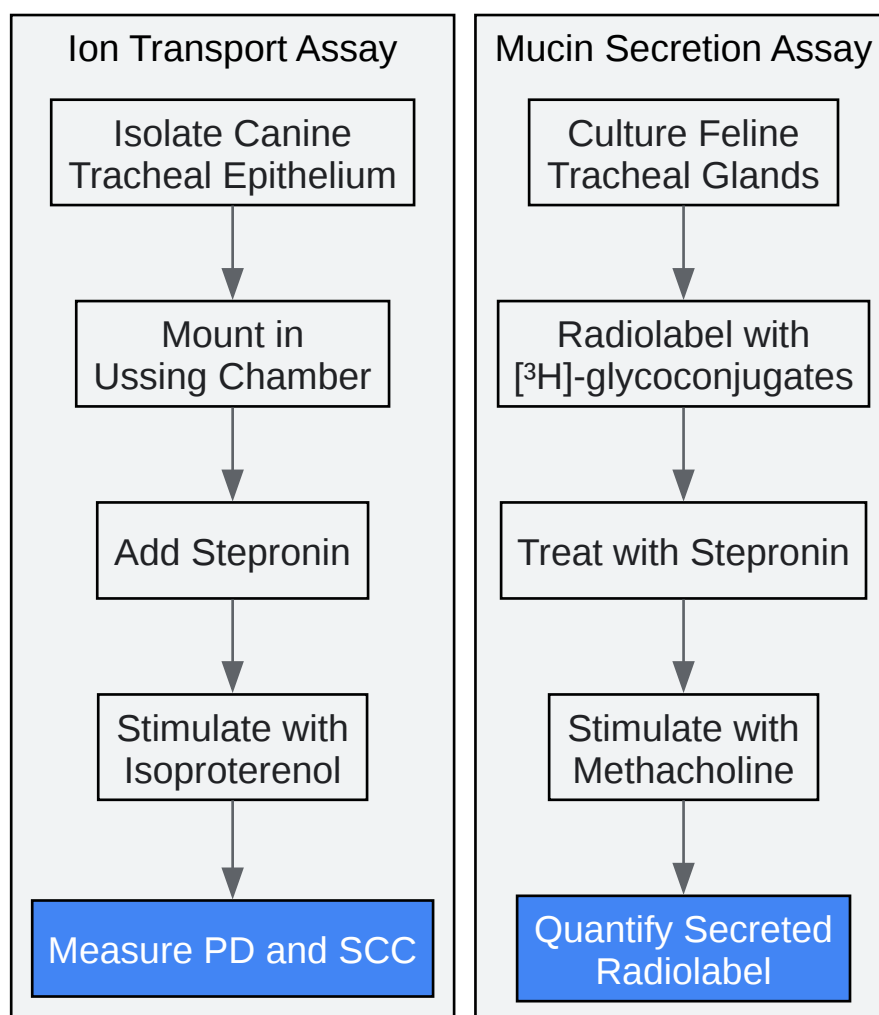 Ion Transport Assay
Isolate Canine
Tracheal Epithelium
Mount in
Ussing Chamber
Add Stepronin
Stimulate with
Isoproterenol
Measure PD and SCC
Mucin Secretion Assay
Culture Feline
Tracheal Glands
Radiolabel with
[³H]-glycoconjugates
Treat with Stepronin
Stimulate with
Methacholine
Quantify Secreted
Radiolabel